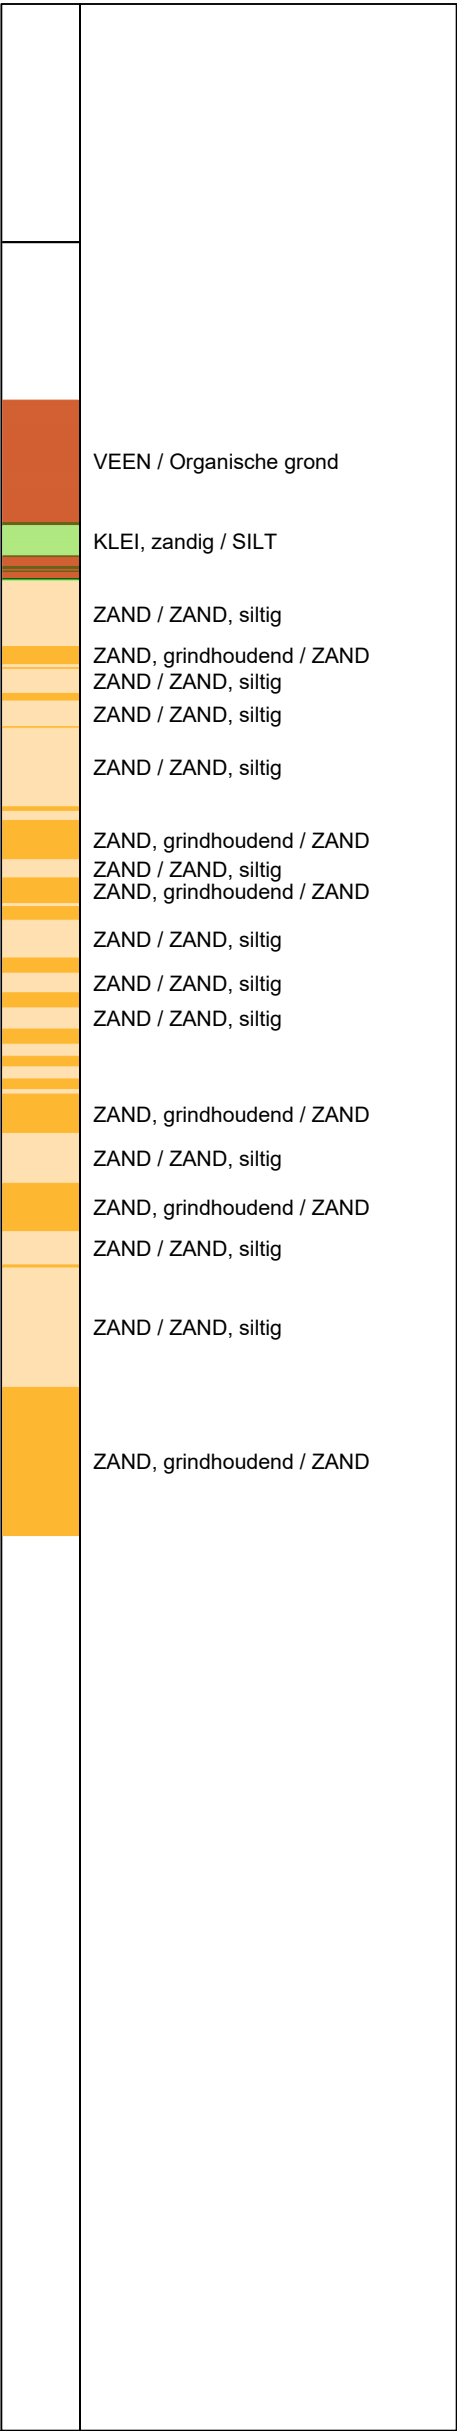 VEEN / Organische grond
KLEI, zandig / SILT
ZAND / ZAND, siltig
ZAND, grindhoudend / ZAND
ZAND / ZAND, siltig
ZAND / ZAND, siltig
ZAND / ZAND, siltig
ZAND, grindhoudend / ZAND
ZAND / ZAND, siltig
ZAND, grindhoudend / ZAND
ZAND / ZAND, siltig
ZAND / ZAND, siltig
ZAND / ZAND, siltig
ZAND, grindhoudend / ZAND
ZAND / ZAND, siltig
ZAND, grindhoudend / ZAND
ZAND / ZAND, siltig
ZAND / ZAND, siltig
ZAND, grindhoudend / ZAND